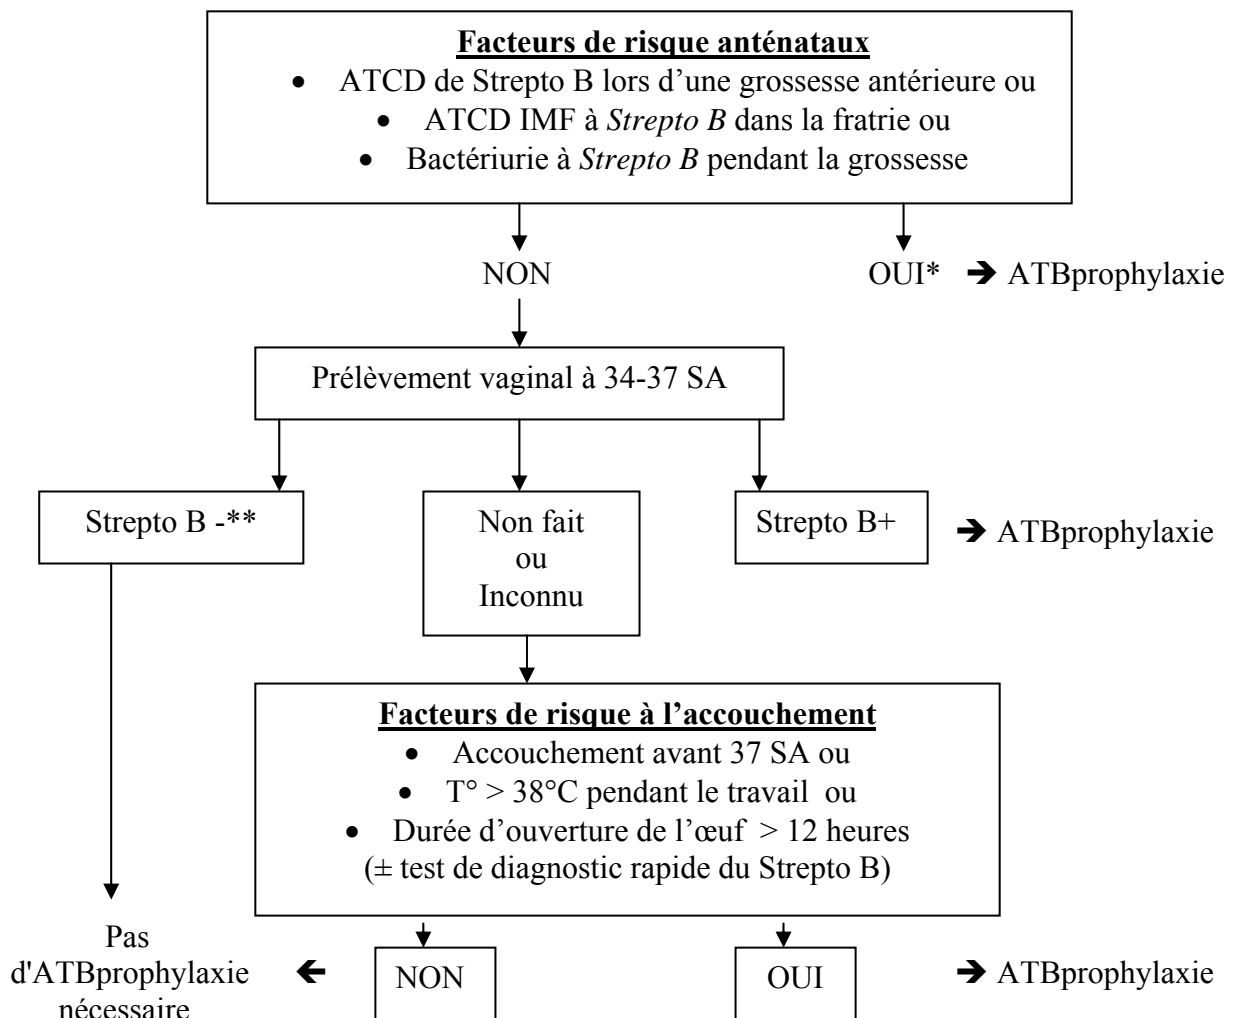 Facteurs de risque anténataux
• ATCD de Strepto B lors d’une grossesse antérieure ou
• ATCD IMF à Strepto B dans la fratrie ou
• Bactériurie à Strepto B pendant la grossesse
NON
OUI* ➔ ATBprophylaxie
Prélèvement vaginal à 34-37 SA
Strepto B -**
Non fait
ou
Inconnu
Strepto B+
➔ ATBprophylaxie
Facteurs de risque à l’accouchement
• Accouchement avant 37 SA ou
• T° > 38°C pendant le travail ou
• Durée d’ouverture de l’œuf > 12 heures
(± test de diagnostic rapide du Strepto B)
Pas
d'ATBprophylaxie
nécessaire
NON
OUI
➔ ATBprophylaxie